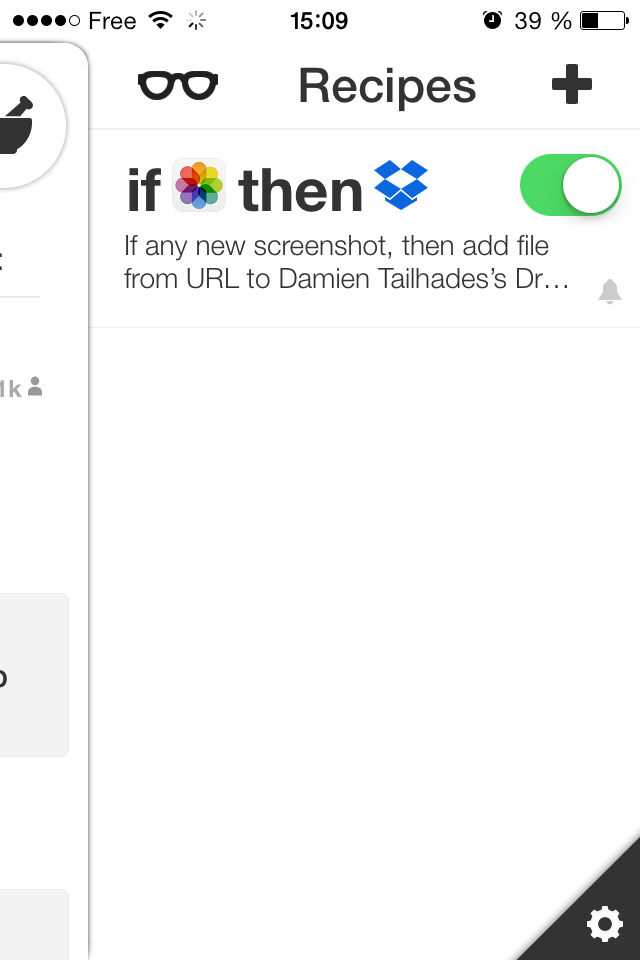 Free 15:09 39 %
Recipes
if then
If any new screenshot, then add file
from URL to Damien Tailhades’s Dr…
1k